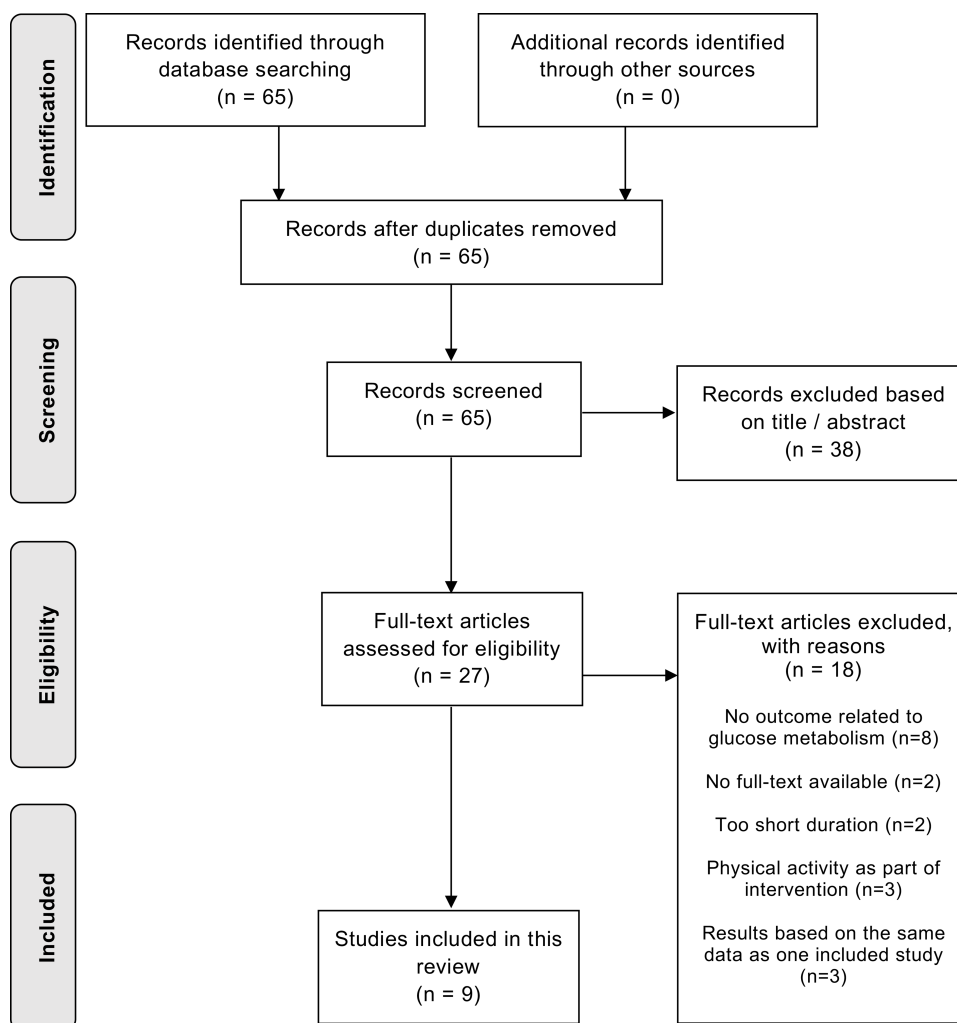 Identification
Records identified through
database searching
(n = 65)
Additional records identified
through other sources
(n = 0)
Records after duplicates removed
(n = 65)
Screening
Records screened
(n = 65)
Records excluded based
on title / abstract
(n = 38)
Eligibility
Full-text articles
assessed for eligibility
(n = 27)
Full-text articles excluded,
with reasons
(n = 18)
No outcome related to
glucose metabolism (n=8)
No full-text available (n=2)
Too short duration (n=2)
Physical activity as part of
intervention (n=3)
Results based on the same
data as one included study
(n=3)
Included
Studies included in this
review
(n = 9)